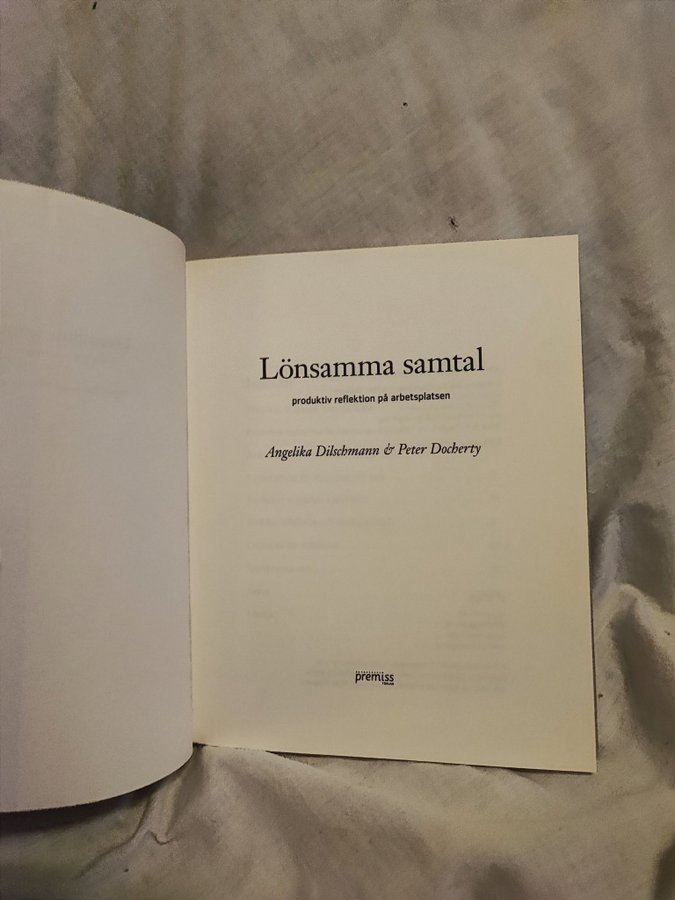 Lönsamma samtal
produktiv reflektion på arbetsplatsen
Angelika Dilschmann & Peter Docherty
premiss